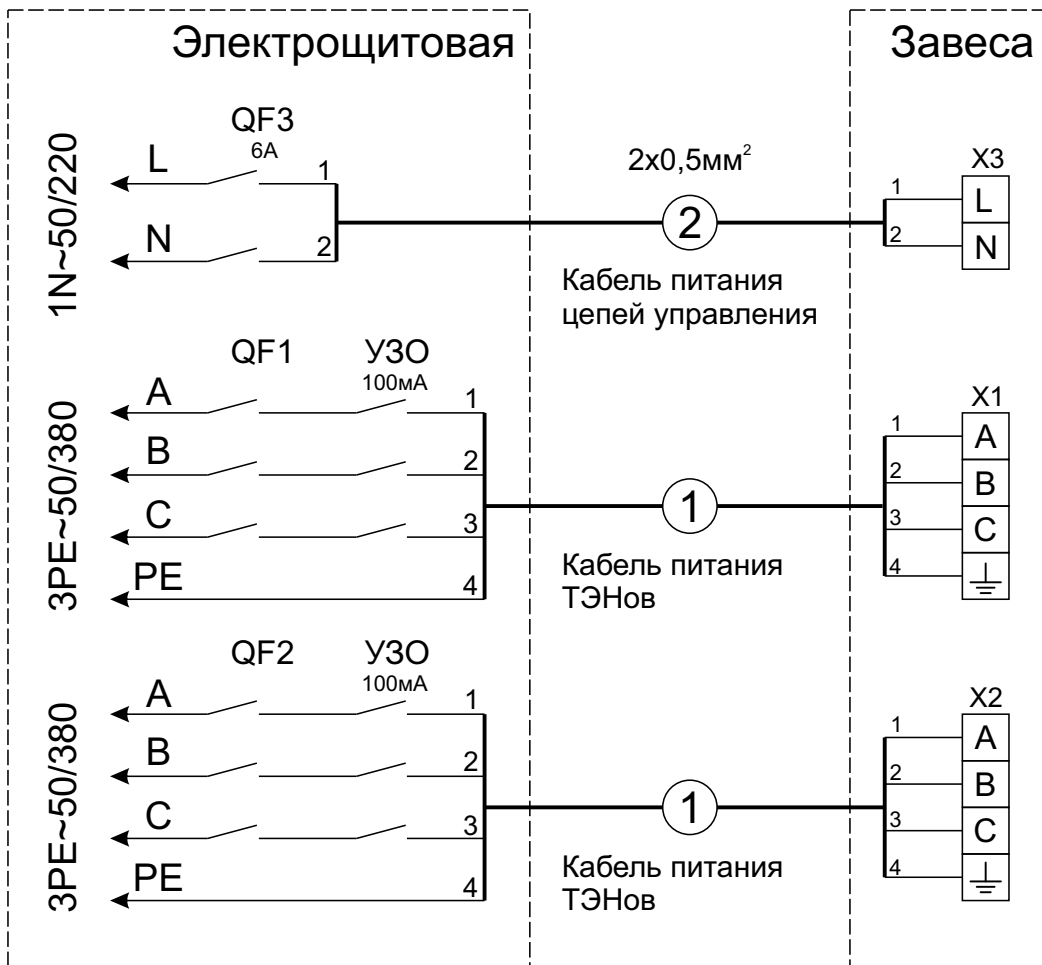 Электрощитовая
Завеса
1N~50/220
QF3
6А
L
1
N
2
2x0,5мм²
2
Кабель питания
цепей управления
X3
1
L
2
N
3PE~50/380
QF1
УЗО
100мА
A
1
B
2
C
3
PE
4
1
Кабель питания
ТЭНов
X1
1
A
2
B
3
C
4
3PE~50/380
QF2
УЗО
100мА
A
1
B
2
C
3
PE
4
1
Кабель питания
ТЭНов
X2
1
A
2
B
3
C
4